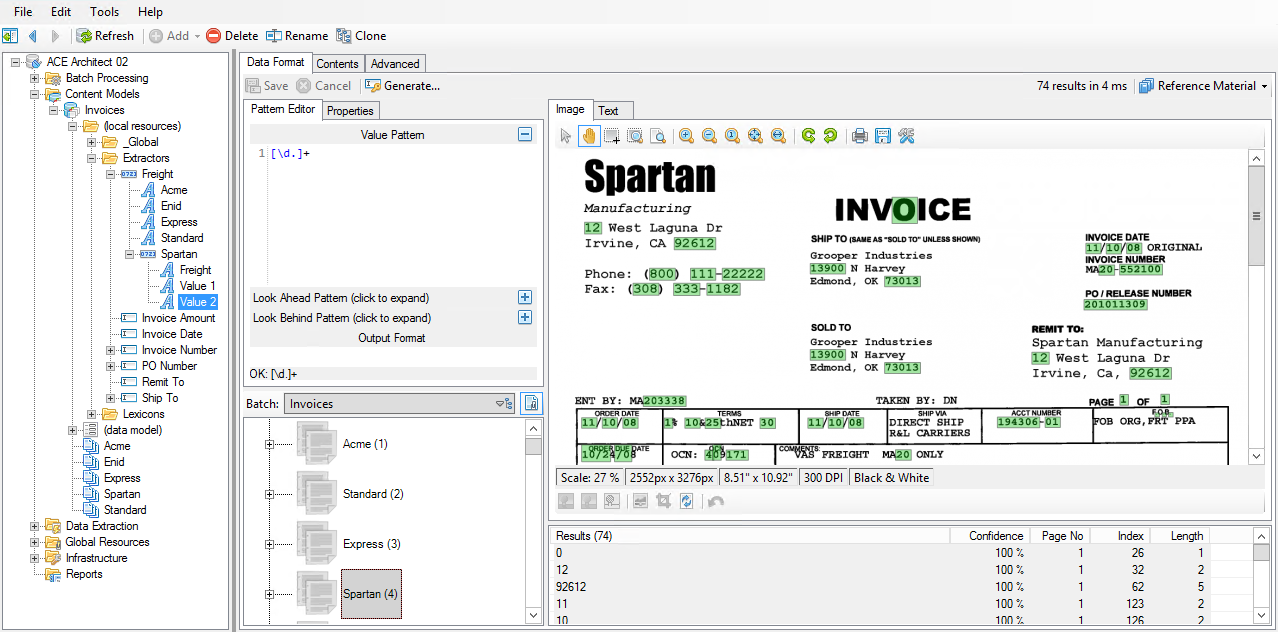 File Edit Tools Help
Refresh Add Delete Rename Clone
ACE Architect 02
Batch Processing
Content Models
Invoices
(local resources)
_Global
Extractors
Freight
Acme
Enid
Express
Standard
Spartan
Freight
Value 1
Value 2
Invoice Amount
Invoice Date
Invoice Number
PO Number
Remit To
Ship To
Lexicons
(data model)
Acme
Enid
Express
Spartan
Standard
Data Extraction
Global Resources
Infrastructure
Reports
Data Format Contents Advanced
Save Cancel Generate... 74 results in 4 ms Reference Material
Pattern Editor Properties
Value Pattern
1 [\d.]+
Look Ahead Pattern (click to expand)
Look Behind Pattern (click to expand)
Output Format
OK: [\d.]+
Batch: Invoices
Acme (1)
Standard (2)
Express (3)
Spartan (4)
Image Text
Spartan
Manufacturing
12 West Laguna Dr
Irvine, CA 92612
Phone: (800) 111-22222
Fax: (308) 333-1182
INVOICE
SHIP TO (SAME AS "SOLD TO" UNLESS SHOWN)
Grooper Industries
13900 N Harvey
Edmond, OK 73013
INVOICE DATE
11/10/08 ORIGINAL
INVOICE NUMBER
MA20-552100
PO / RELEASE NUMBER
201011309
SOLD TO
Grooper Industries
13900 N Harvey
Edmond, OK 73013
REMIT TO:
Spartan Manufacturing
12 West Laguna Dr
Irvine, Ca, 92612
ENT BY: MA203338 TAKEN BY: DN PAGE 1 OF 1
ORDER DATE TERMS SHIP DATE SHIP VIA ACCT NUMBER F.O.B.
11/10/08 1% 10&25thNET 30 11/10/08 DIRECT SHIP 194306-01 FOB ORG,FRT PPA
R&L CARRIERS
ORDER DUE DATE OCN COMMENTS:
10/24/08 OCN: 409171 VAS FREIGHT MA20 ONLY
Scale: 27 % 2552px x 3276px 8.51" x 10.92" 300 DPI Black & White
Results (74) Confidence Page No Index Length
0 100 % 1 26 1
12 100 % 1 32 2
92612 100 % 1 62 5
11 100 % 1 123 2
10 100 % 1 126 2